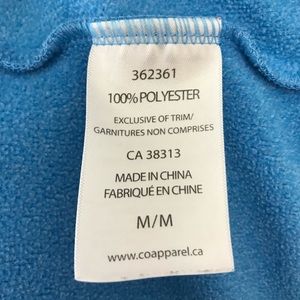 362361
100% POLYESTER
EXCLUSIVE OF TRIM/
GARNITURES NON COMPRISES
CA 38313
MADE IN CHINA
FABRIQUÉ EN CHINE
M/M
www.coapparel.ca